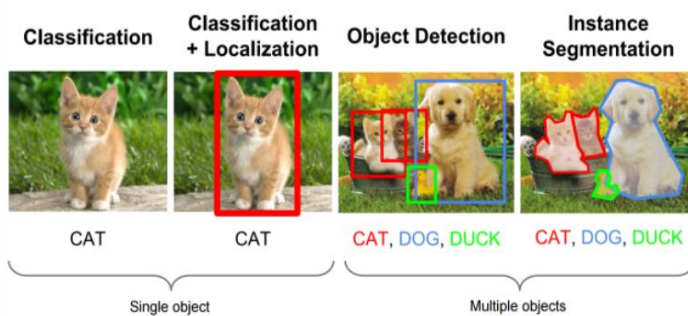 Classification
Classification
+ Localization
Object Detection
Instance
Segmentation
CAT
CAT
CAT, DOG, DUCK
CAT, DOG, DUCK
Single object
Multiple objects